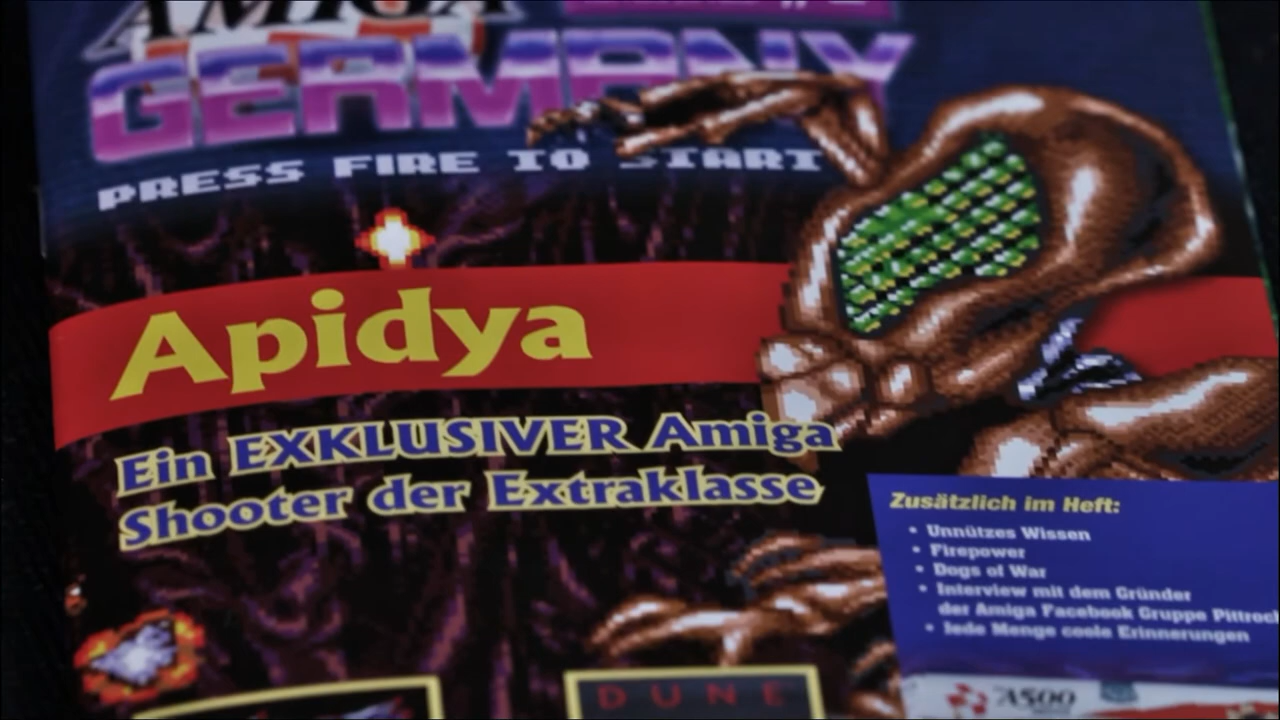 AMIGA
GERMANY
PRESS FIRE TO START
Apidya
Ein EXKLUSIVER Amiga
Shooter der Extraklasse
Zusätzlich im Heft:
• Unnützes Wissen
• Firepower
• Dogs of War
• Interview mit dem Gründer
der Amiga Facebook Gruppe
• Jede Menge coole Erinnerungen
DUNE
A500